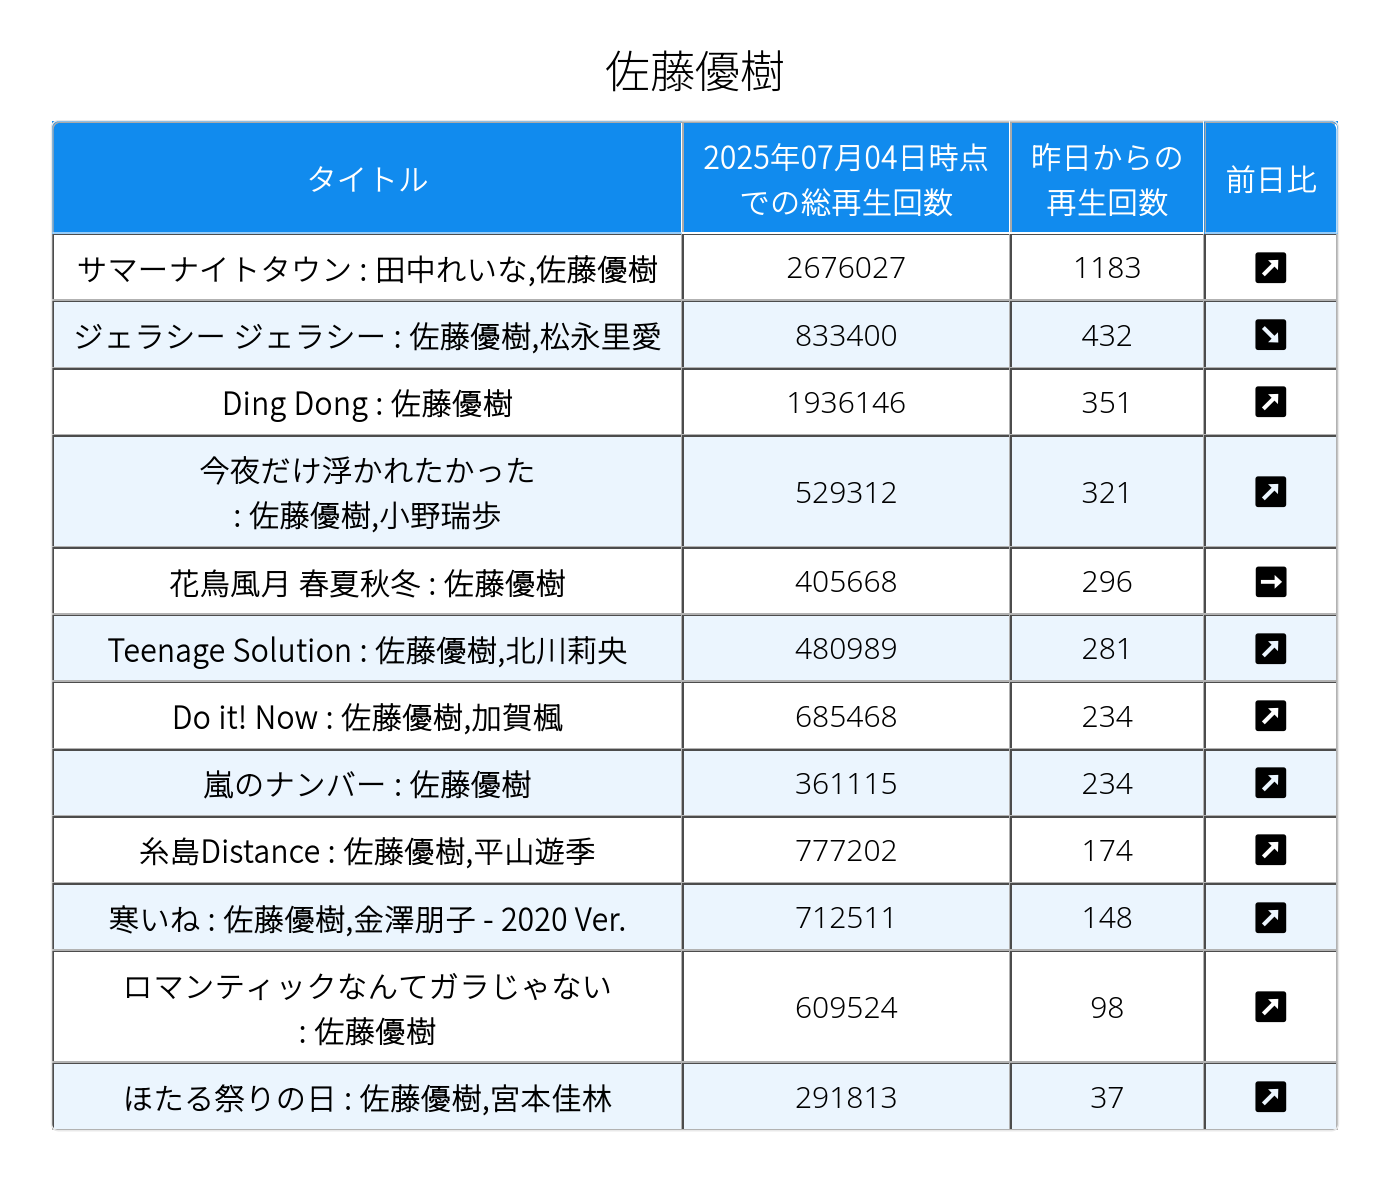 佐藤優樹
タイトル
2025年07月04日時点
での総再生回数
昨日からの
再生回数
前日比
サマーナイトタウン : 田中れいな,佐藤優樹
2676027
1183
ジェラシー ジェラシー : 佐藤優樹,松永里愛
833400
432
Ding Dong : 佐藤優樹
1936146
351
今夜だけ浮かれたかった
: 佐藤優樹,小野瑞歩
529312
321
花鳥風月 春夏秋冬 : 佐藤優樹
405668
296
Teenage Solution : 佐藤優樹,北川莉央
480989
281
Do it! Now : 佐藤優樹,加賀楓
685468
234
嵐のナンバー : 佐藤優樹
361115
234
糸島Distance : 佐藤優樹,平山遊季
777202
174
寒いね : 佐藤優樹,金澤朋子 - 2020 Ver.
712511
148
ロマンティックなんてガラじゃない
: 佐藤優樹
609524
98
ほたる祭りの日 : 佐藤優樹,宮本佳林
291813
37